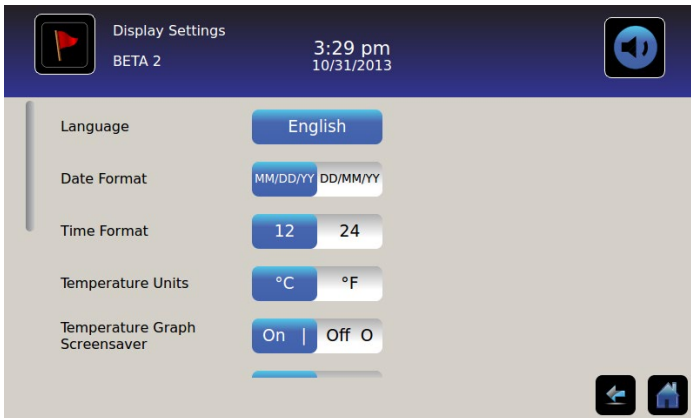 Display Settings
BETA 2
3:29 pm
10/31/2013
Language
English
Date Format
MM/DD/YY DD/MM/YY
Time Format
12 24
Temperature Units
°C °F
Temperature Graph
Screensaver
On | Off O